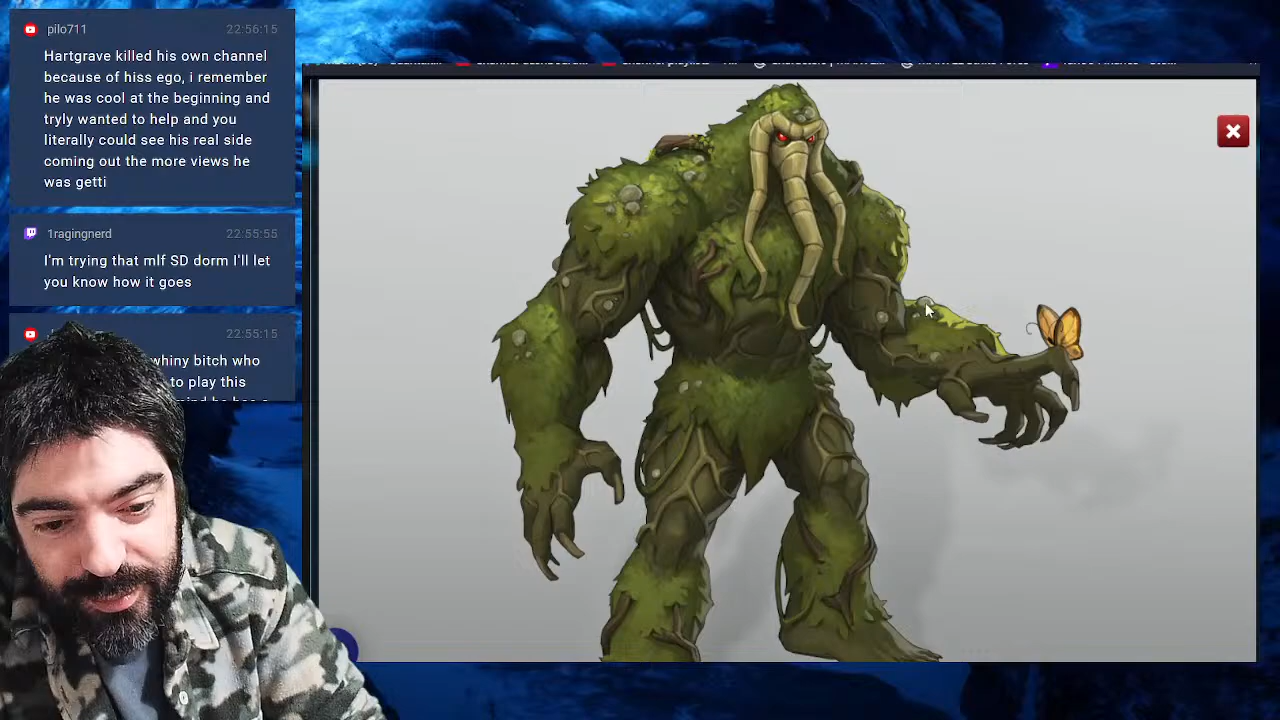 pilo711 22:56:15
Hartgrave killed his own channel
because of hiss ego, i remember
he was cool at the beginning and
tryly wanted to help and you
literally could see his real side
coming out the more views he
was getti
1ragingnerd 22:55:55
I'm trying that mlf SD dorm I'll let
you know how it goes
22:55:15
whiny bitch who
to play this